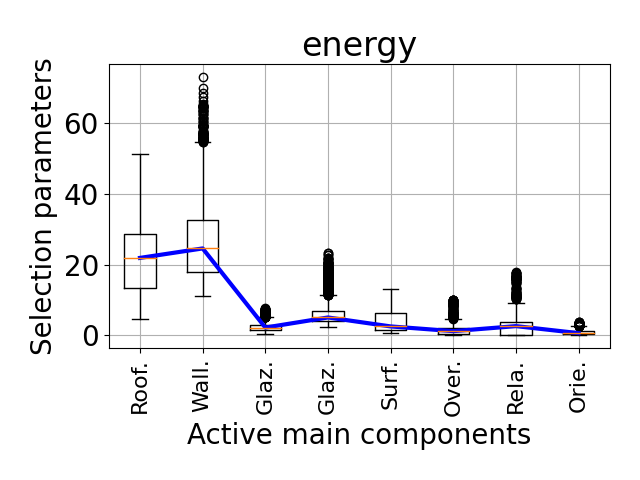 energy
Selection parameters
60
40
20
0
Roof.
Wall.
Glaz.
Glaz.
Surf.
Over.
Rela.
Orie.
Active main components